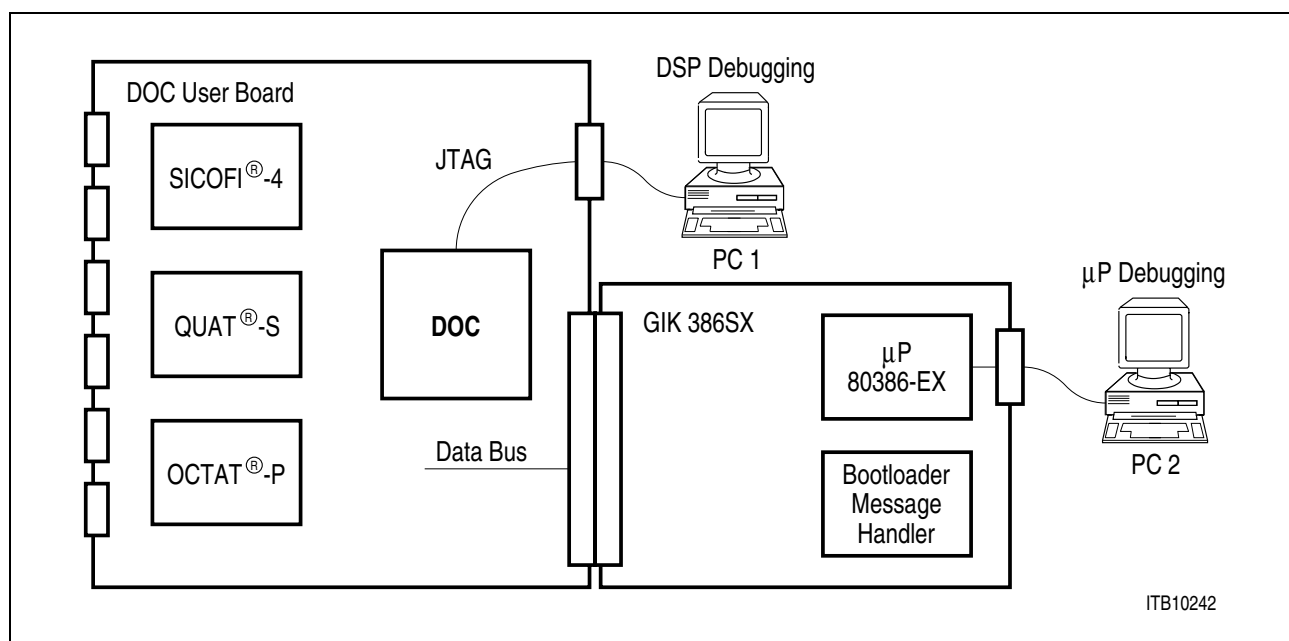 DOC User Board
SICOFI®-4
QUAT®-S
OCTAT®-P
JTAG
DOC
Data Bus
DSP Debugging
PC 1
GIK 386SX
µP
80386-EX
Bootloader
Message
Handler
µP Debugging
PC 2
ITB10242